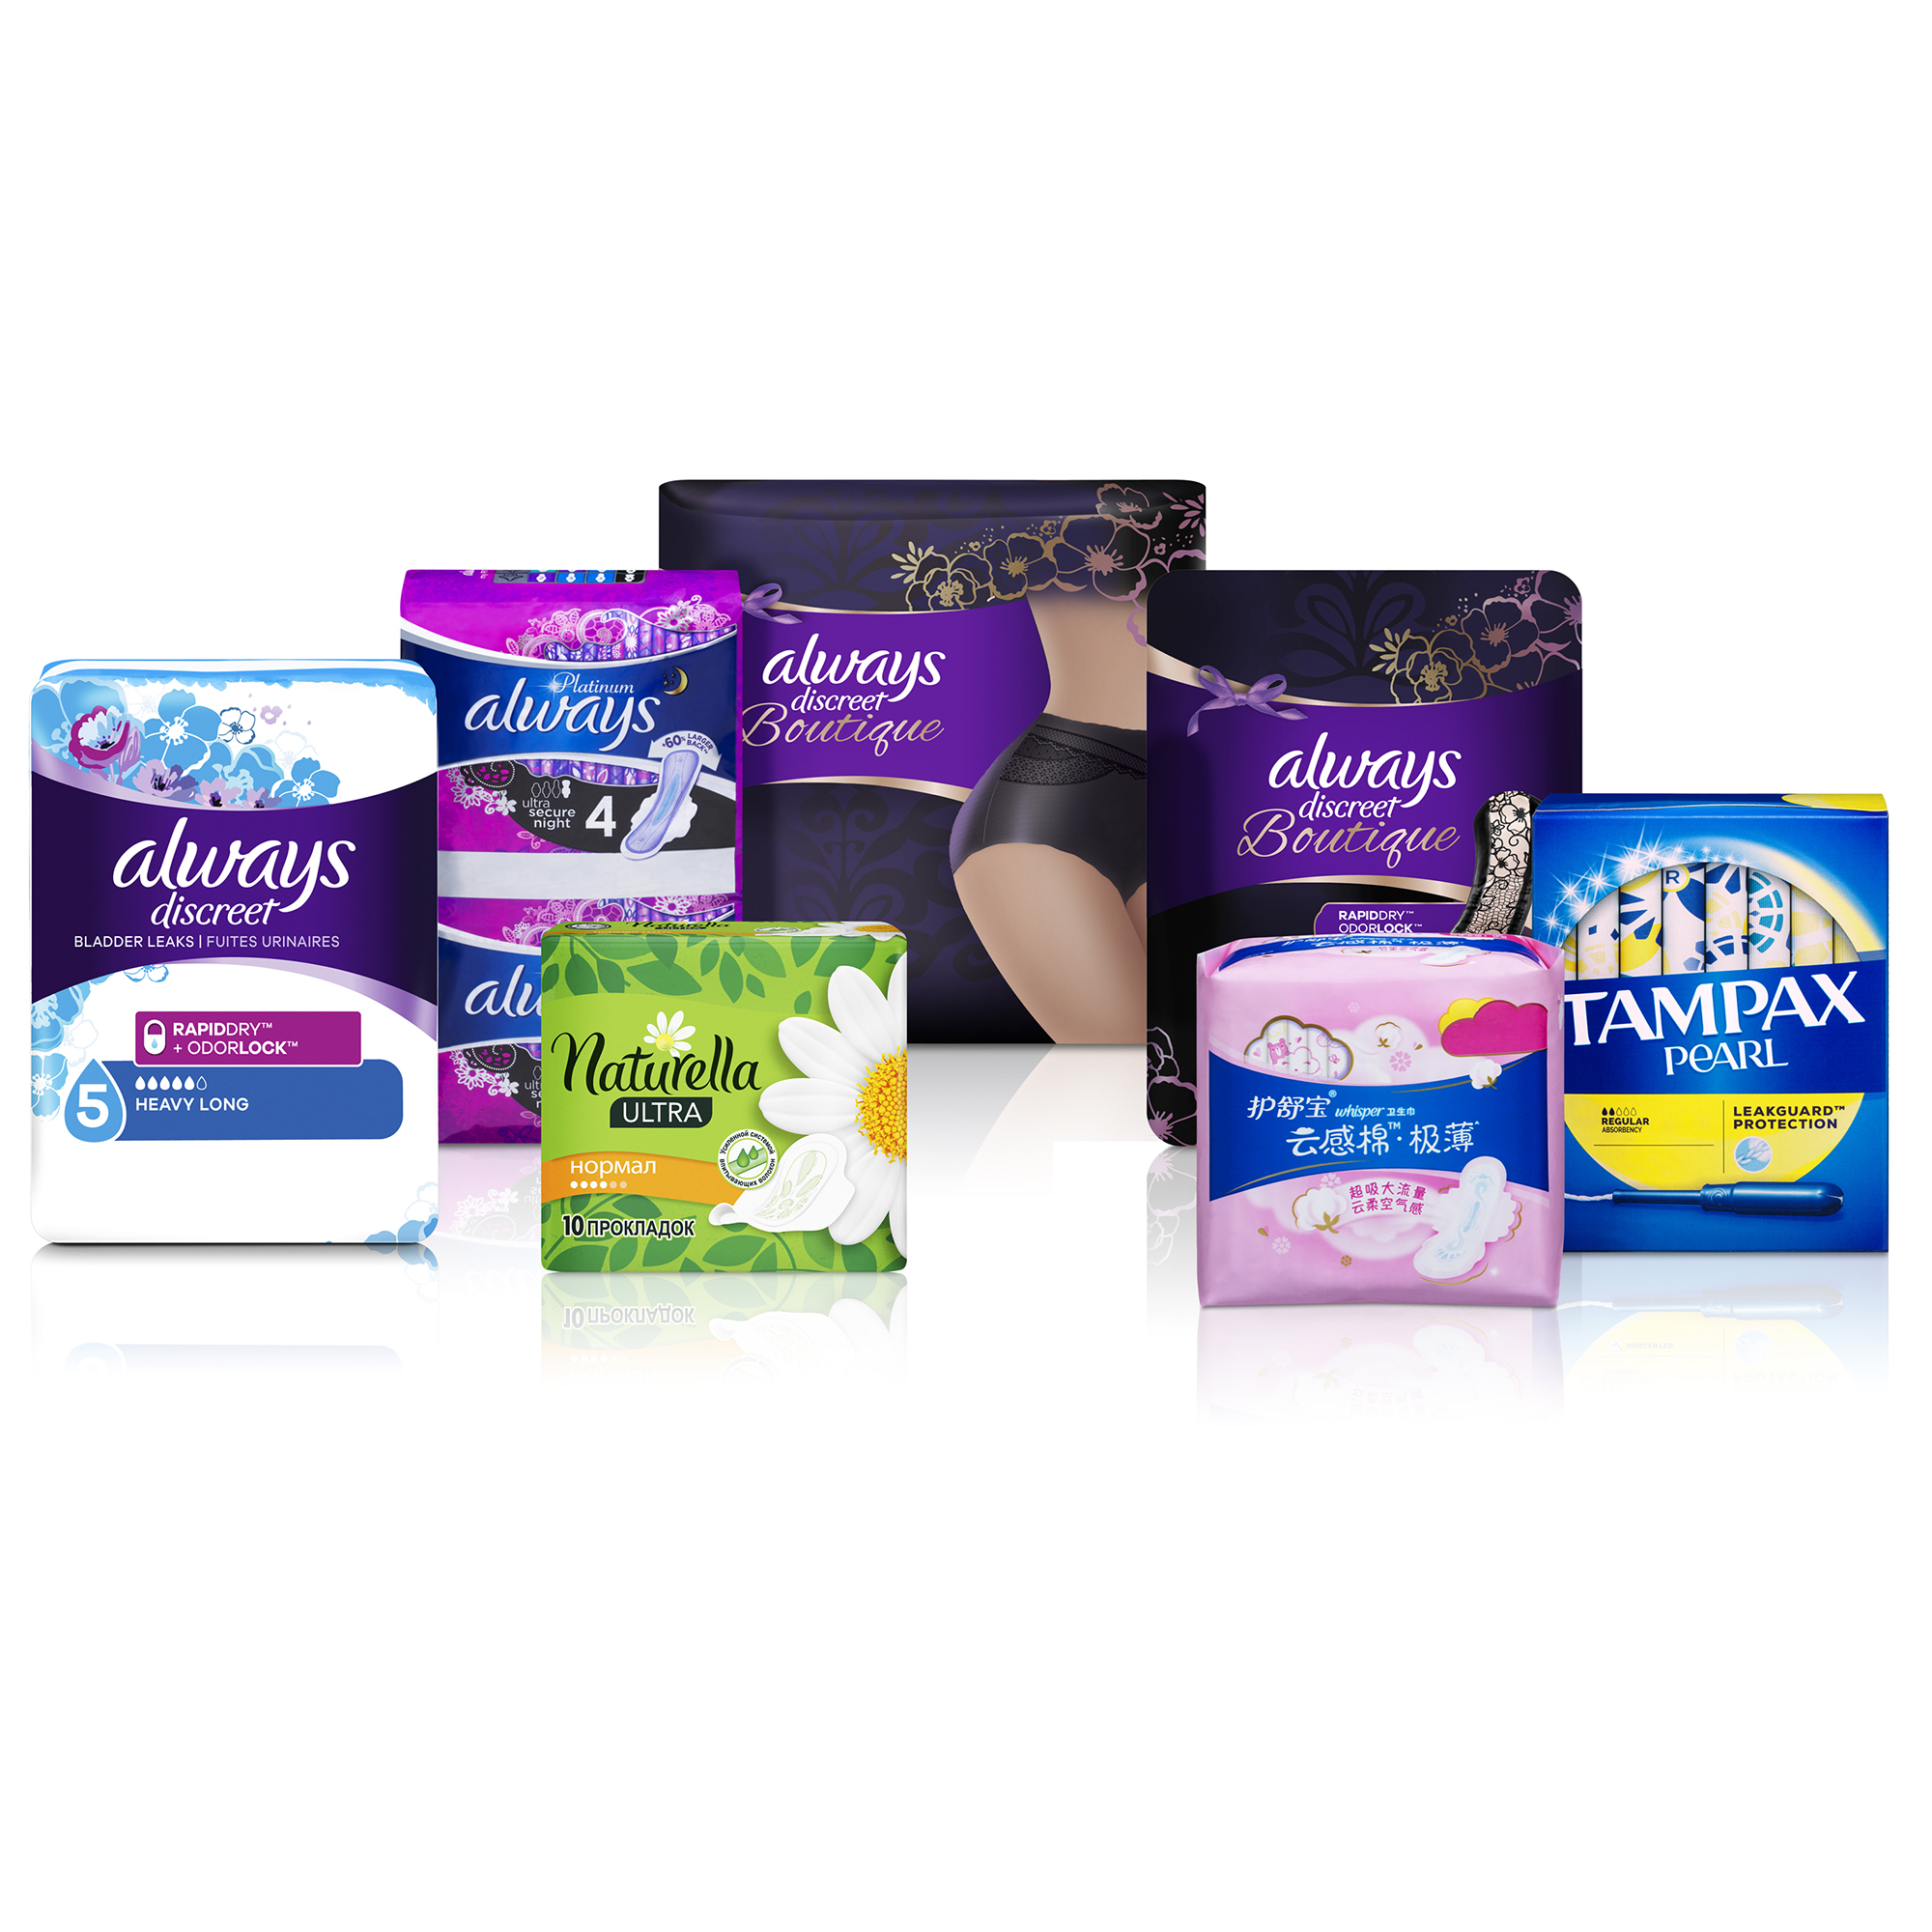 always
discreet
BLADDER LEAKS | FUITES URINAIRES
RAPIDDRY™
+ ODORLOCK™
5
HEAVY LONG
Platinum
always
+60% LARGER
BACK
ultra
secure
night
4
always
discreet
Boutique
always
discreet
Boutique
RAPIDDRY™
ODORLOCK™
Naturella
ULTRA
нормал
10 ПРОКЛАДОК
护舒宝® whisper 卫生巾
云感棉™·极薄
超吸大流量
云柔空气感
TAMPAX
PEARL
REGULAR
ABSORBENCY
LEAKGUARD™
PROTECTION